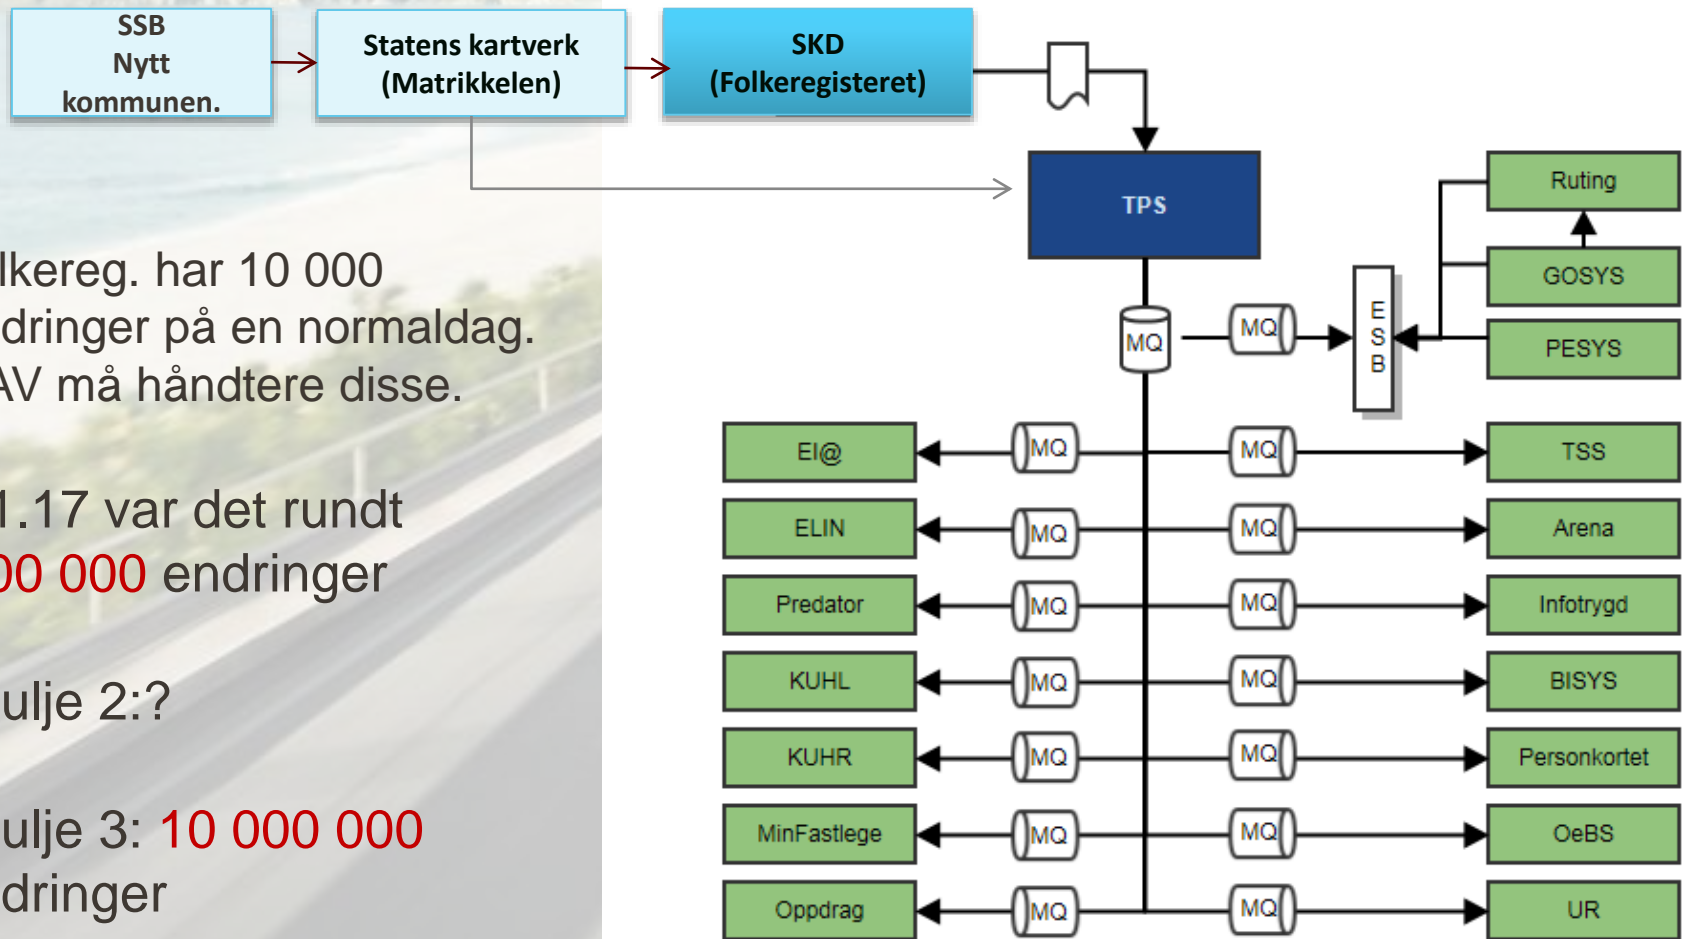 SSB
Nytt
kommunen.
Statens kartverk
(Matrikkelen)
SKD
(Folkeregisteret)
TPS
lkereg. har 10 000
dringer på en normaldag.
AV må håndtere disse.
1.17 var det rundt
00 000 endringer
ulje 2:?
ulje 3: 10 000 000
dringer
MQ
MQ
E
S
B
Ruting
GOSYS
PESYS
EI@
MQ
MQ
TSS
ELIN
MQ
MQ
Arena
Predator
MQ
MQ
Infotrygd
KUHL
MQ
MQ
BISYS
KUHR
MQ
MQ
Personkortet
MinFastlege
MQ
MQ
OeBS
Oppdrag
MQ
MQ
UR